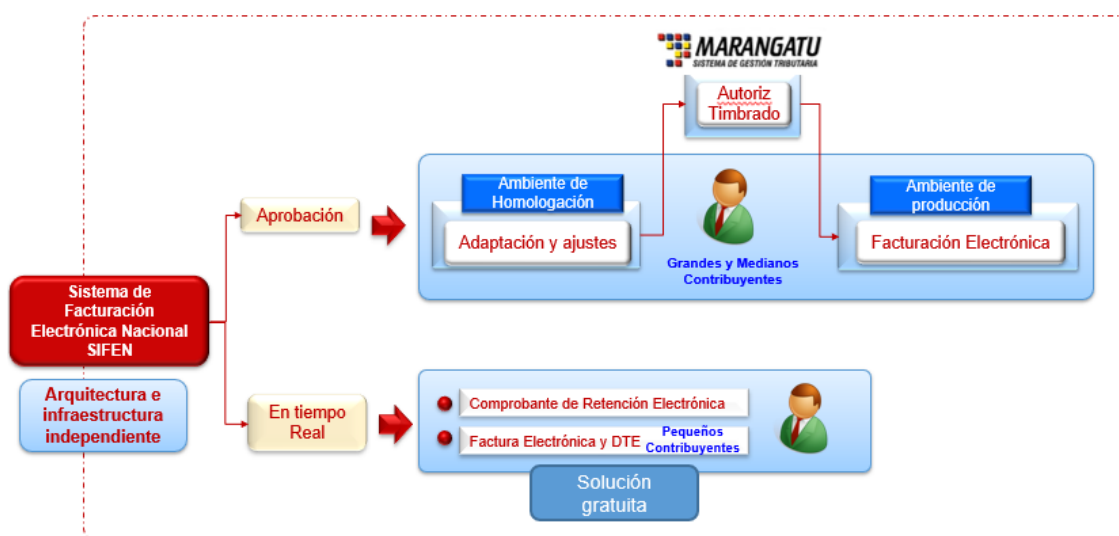 MARANGATU
SISTEMA DE GESTIÓN TRIBUTARIA
Autoriz
Timbrado
Ambiente de
Homologación
Adaptación y ajustes
Grandes y Medianos
Contribuyentes
Ambiente de
producción
Facturación Electrónica
Aprobación
Sistema de
Facturación
Electrónica Nacional
SIFEN
Arquitectura e
infraestructura
independiente
En tiempo
Real
Comprobante de Retención Electrónica
Factura Electrónica y DTE
Pequeños
Contribuyentes
Solución
gratuita